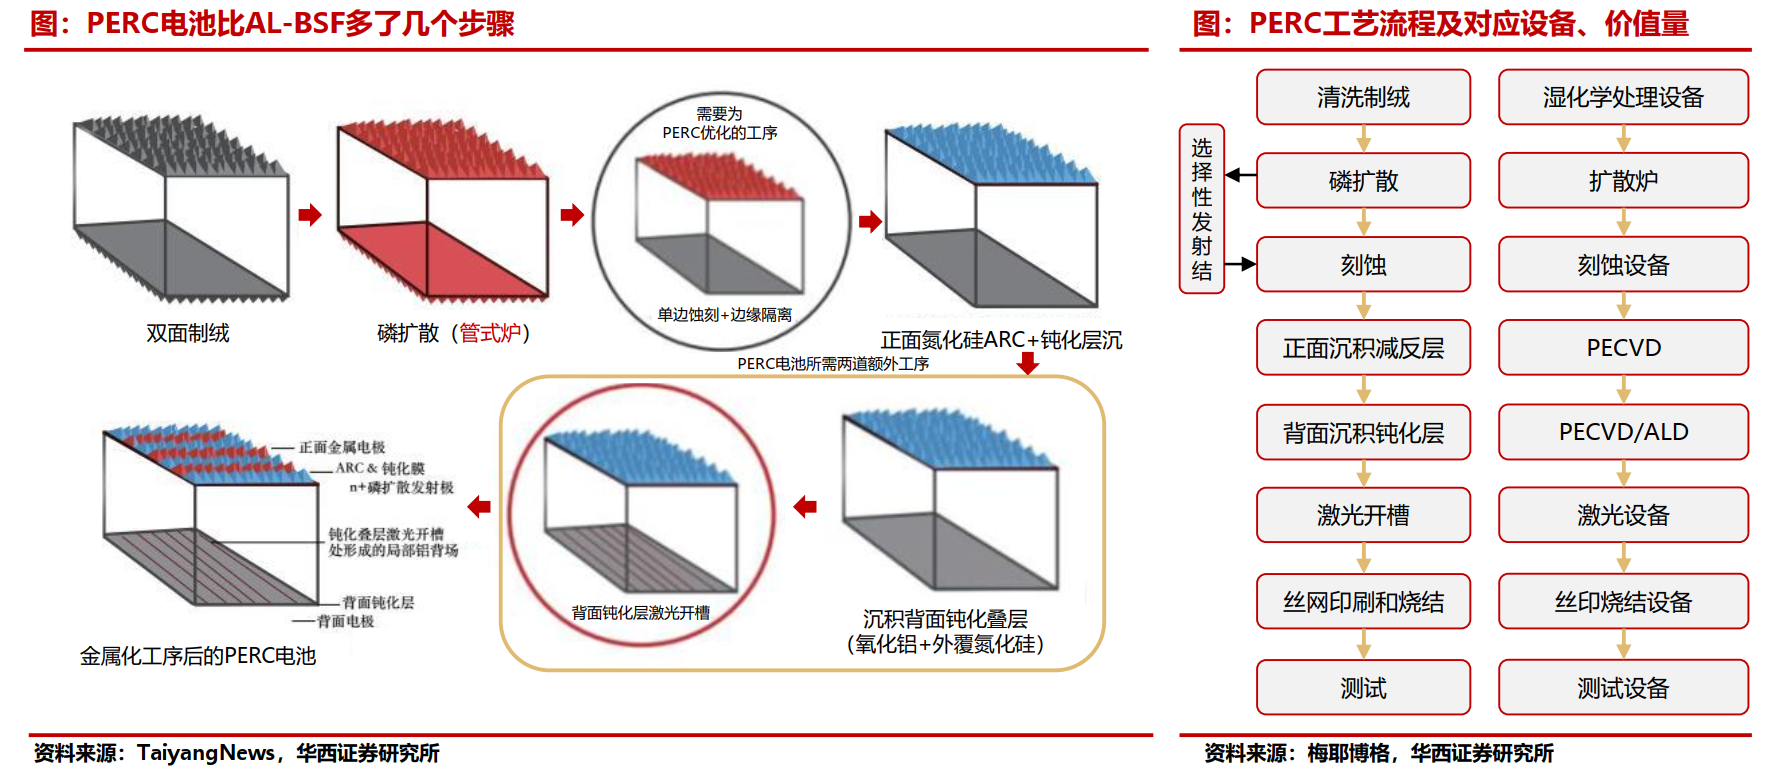 图：PERC电池比AL-BSF多了几个步骤
需要为
PERC优化的工序
单边蚀刻+边缘隔离
双面制绒
磷扩散（管式炉）
正面氮化硅ARC+钝化层沉
PERC电池所需两道额外工序
正面金属电极
ARC & 钝化膜
n+磷扩散发射极
钝化叠层激光开槽
处形成的局部铝背场
背面钝化层
背面电极
金属化工序后的PERC电池
背面钝化层激光开槽
沉积背面钝化叠层
（氧化铝+外覆氮化硅）
资料来源：TaiyangNews，华西证券研究所
图：PERC工艺流程及对应设备、价值量
清洗制绒
湿化学处理设备
选择性发射结
磷扩散
扩散炉
刻蚀
刻蚀设备
正面沉积减反层
PECVD
背面沉积钝化层
PECVD/ALD
激光开槽
激光设备
丝网印刷和烧结
丝印烧结设备
测试
测试设备
资料来源：梅耶博格，华西证券研究所